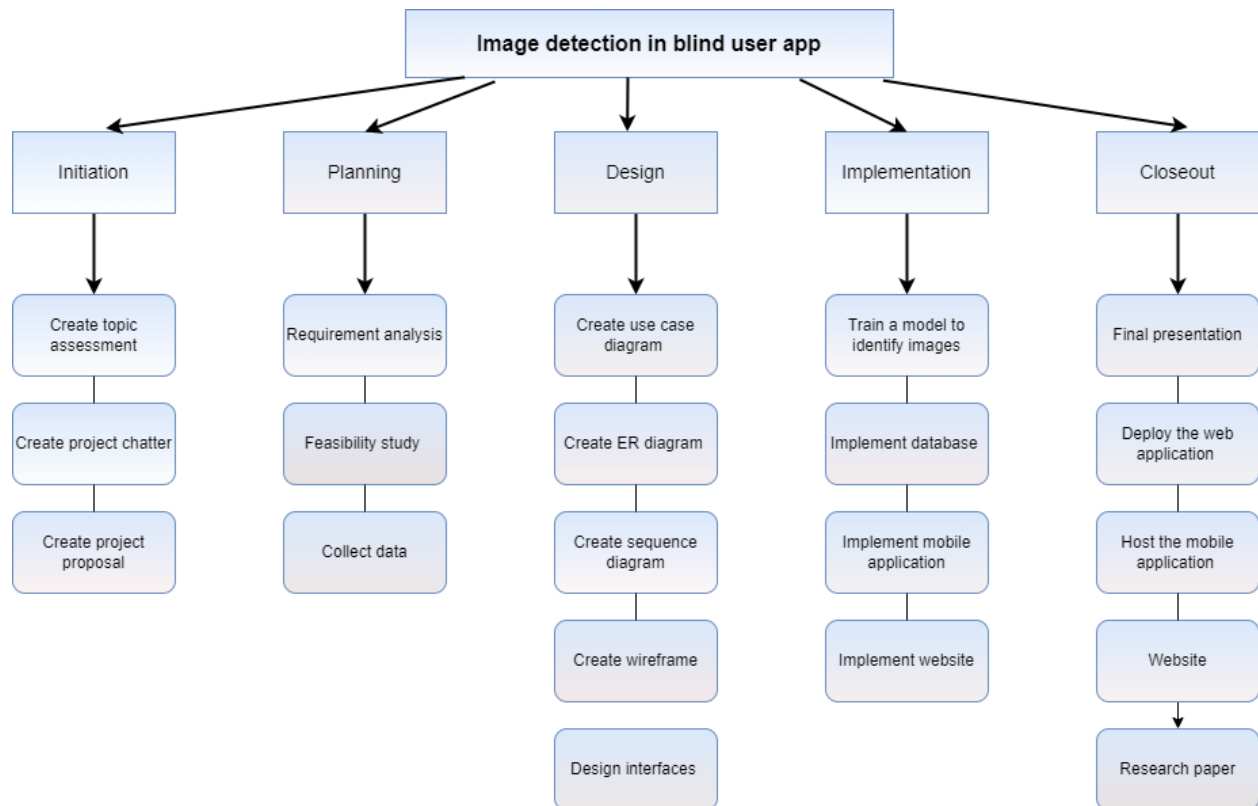 Image detection in blind user app
Initiation
Planning
Design
Implementation
Closeout
Create topic
assessment
Create project chatter
Create project
proposal
Requirement analysis
Feasibility study
Collect data
Create use case
diagram
Create ER diagram
Create sequence
diagram
Create wireframe
Design interfaces
Train a model to
identify images
Implement database
Implement mobile
application
Implement website
Final presentation
Deploy the web
application
Host the mobile
application
Website
Research paper